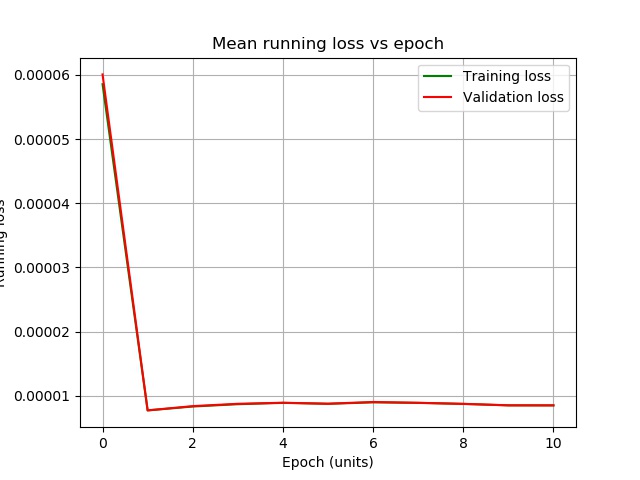 Mean running loss vs epoch
Training loss
Validation loss
0.00006
0.00005
0.00004
0.00003
0.00002
0.00001
Running loss
0 2 4 6 8 10
Epoch (units)